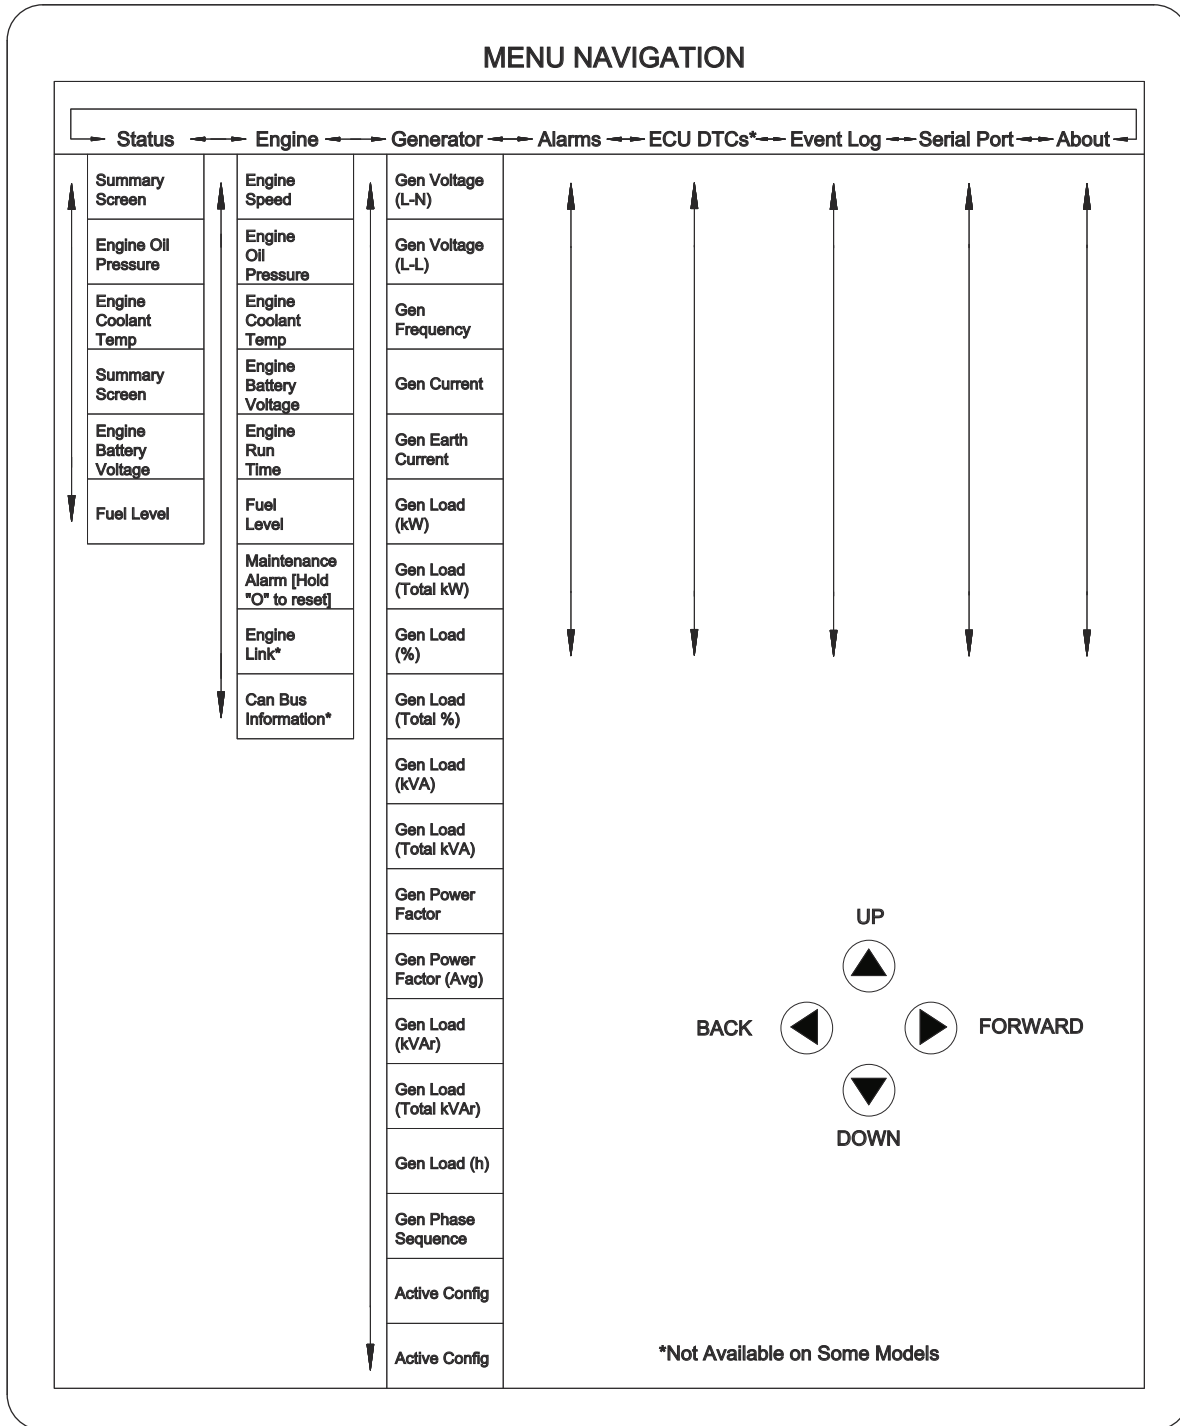 MENU NAVIGATION
Status Engine Generator Alarms ECU DTCs* Event Log Serial Port About
Summary
Screen
Engine Oil
Pressure
Engine
Coolant
Temp
Summary
Screen
Engine
Battery
Voltage
Fuel Level
Engine
Speed
Engine
Oil
Pressure
Engine
Coolant
Temp
Engine
Battery
Voltage
Engine
Run
Time
Fuel
Level
Maintenance
Alarm [Hold
"O" to reset]
Engine
Link*
Can Bus
Information*
Gen Voltage
(L-N)
Gen Voltage
(L-L)
Gen
Frequency
Gen Current
Gen Earth
Current
Gen Load
(kW)
Gen Load
(Total kW)
Gen Load
(%)
Gen Load
(Total %)
Gen Load
(kVA)
Gen Load
(Total kVA)
Gen Power
Factor
Gen Power
Factor (Avg)
Gen Load
(kVAr)
Gen Load
(Total kVAr)
Gen Load (h)
Gen Phase
Sequence
Active Config
Active Config
UP
BACK
FORWARD
DOWN
*Not Available on Some Models